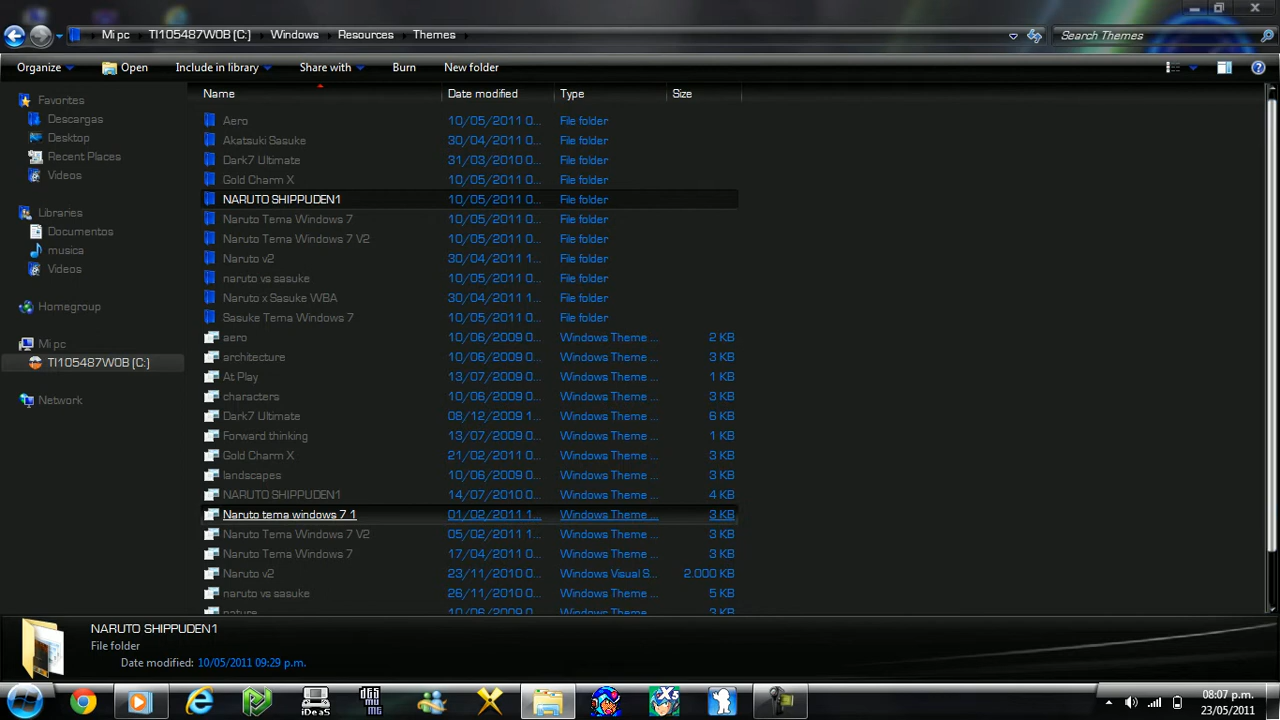 Mi pc TI105487W0B (C:) Windows Resources Themes Search Themes
Organize Open Include in library Share with Burn New folder
Name Date modified Type Size
Favorites
Descargas
Desktop
Recent Places
Videos
Libraries
Documentos
musica
Videos
Homegroup
Mi pc
TI105487W0B (C:)
Network
Aero 10/05/2011 0... File folder
Akatsuki Sasuke 30/04/2011 0... File folder
Dark7 Ultimate 31/03/2010 0... File folder
Gold Charm X 10/05/2011 0... File folder
NARUTO SHIPPUDEN1 10/05/2011 0... File folder
Naruto Tema Windows 7 10/05/2011 0... File folder
Naruto Tema Windows 7 V2 10/05/2011 0... File folder
Naruto v2 30/04/2011 1... File folder
naruto vs sasuke 10/05/2011 0... File folder
Naruto x Sasuke WBA 30/04/2011 1... File folder
Sasuke Tema Windows 7 10/05/2011 0... File folder
aero 10/06/2009 0... Windows Theme ... 2 KB
architecture 10/06/2009 0... Windows Theme ... 3 KB
At Play 13/07/2009 0... Windows Theme ... 1 KB
characters 10/06/2009 0... Windows Theme ... 3 KB
Dark7 Ultimate 08/12/2009 1... Windows Theme ... 6 KB
Forward thinking 13/07/2009 0... Windows Theme ... 1 KB
Gold Charm X 21/02/2011 0... Windows Theme ... 3 KB
landscapes 10/06/2009 0... Windows Theme ... 3 KB
NARUTO SHIPPUDEN1 14/07/2010 0... Windows Theme ... 4 KB
Naruto tema windows 7 1 01/02/2011 1... Windows Theme ... 3 KB
Naruto Tema Windows 7 V2 05/02/2011 1... Windows Theme ... 3 KB
Naruto Tema Windows 7 17/04/2011 0... Windows Theme ... 3 KB
Naruto v2 23/11/2010 0... Windows Visual S... 2.000 KB
naruto vs sasuke 26/11/2010 0... Windows Theme ... 5 KB
nature 10/06/2009 0... Windows Theme ... 3 KB
NARUTO SHIPPUDEN1
File folder
Date modified: 10/05/2011 09:29 p.m.
iDeaS
X5
08:07 p.m.
23/05/2011